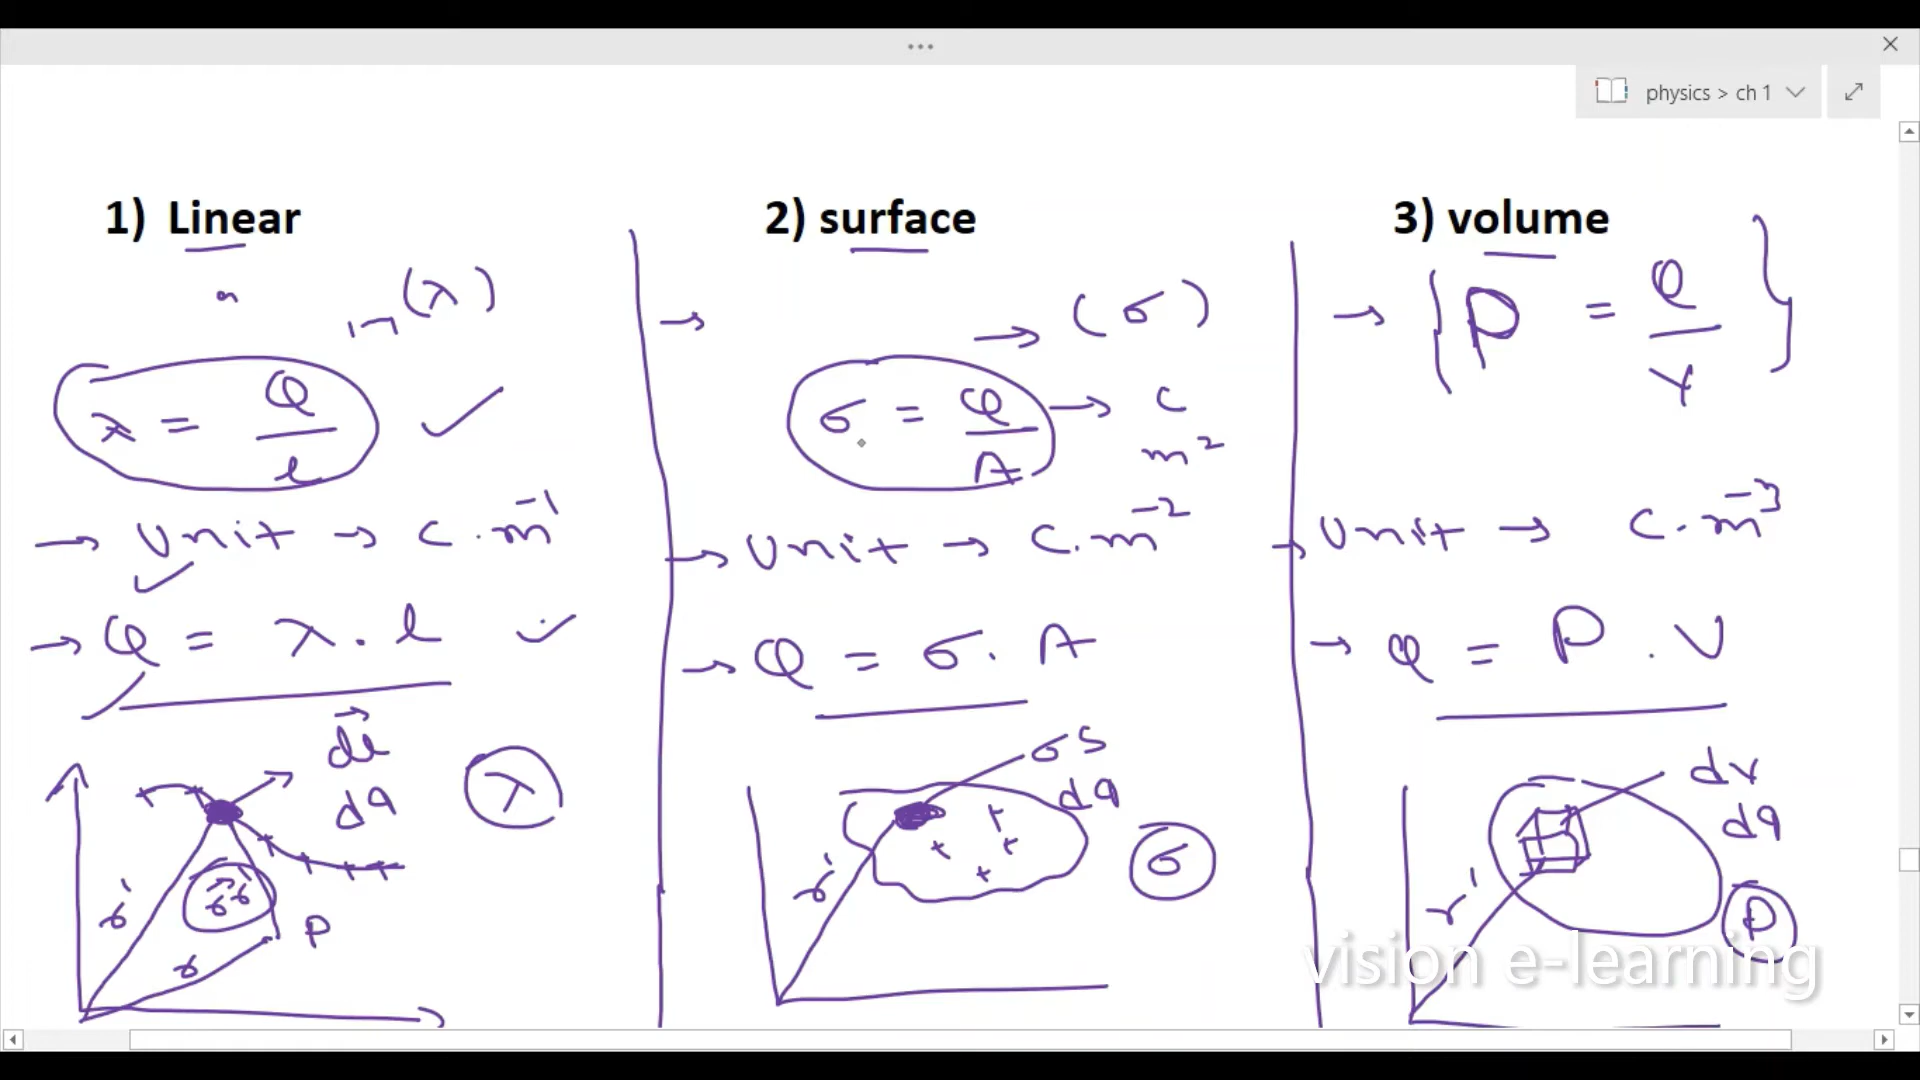 physics > ch 1
1) Linear
(λ)
λ = Q / l
→ Unit → C.m⁻¹
→ Q = λ.l
dl
dq
λ
r'
r
P
2) surface
→ (σ)
σ = Q / A → C
m²
→ Unit → C.m⁻²
→ Q = σ.A
σs
dq
r'
σ
3) volume
→ { P = Q / V }
→ Unit → C.m⁻³
→ Q = P.V
dv
dq
r'
P
vision e-learning